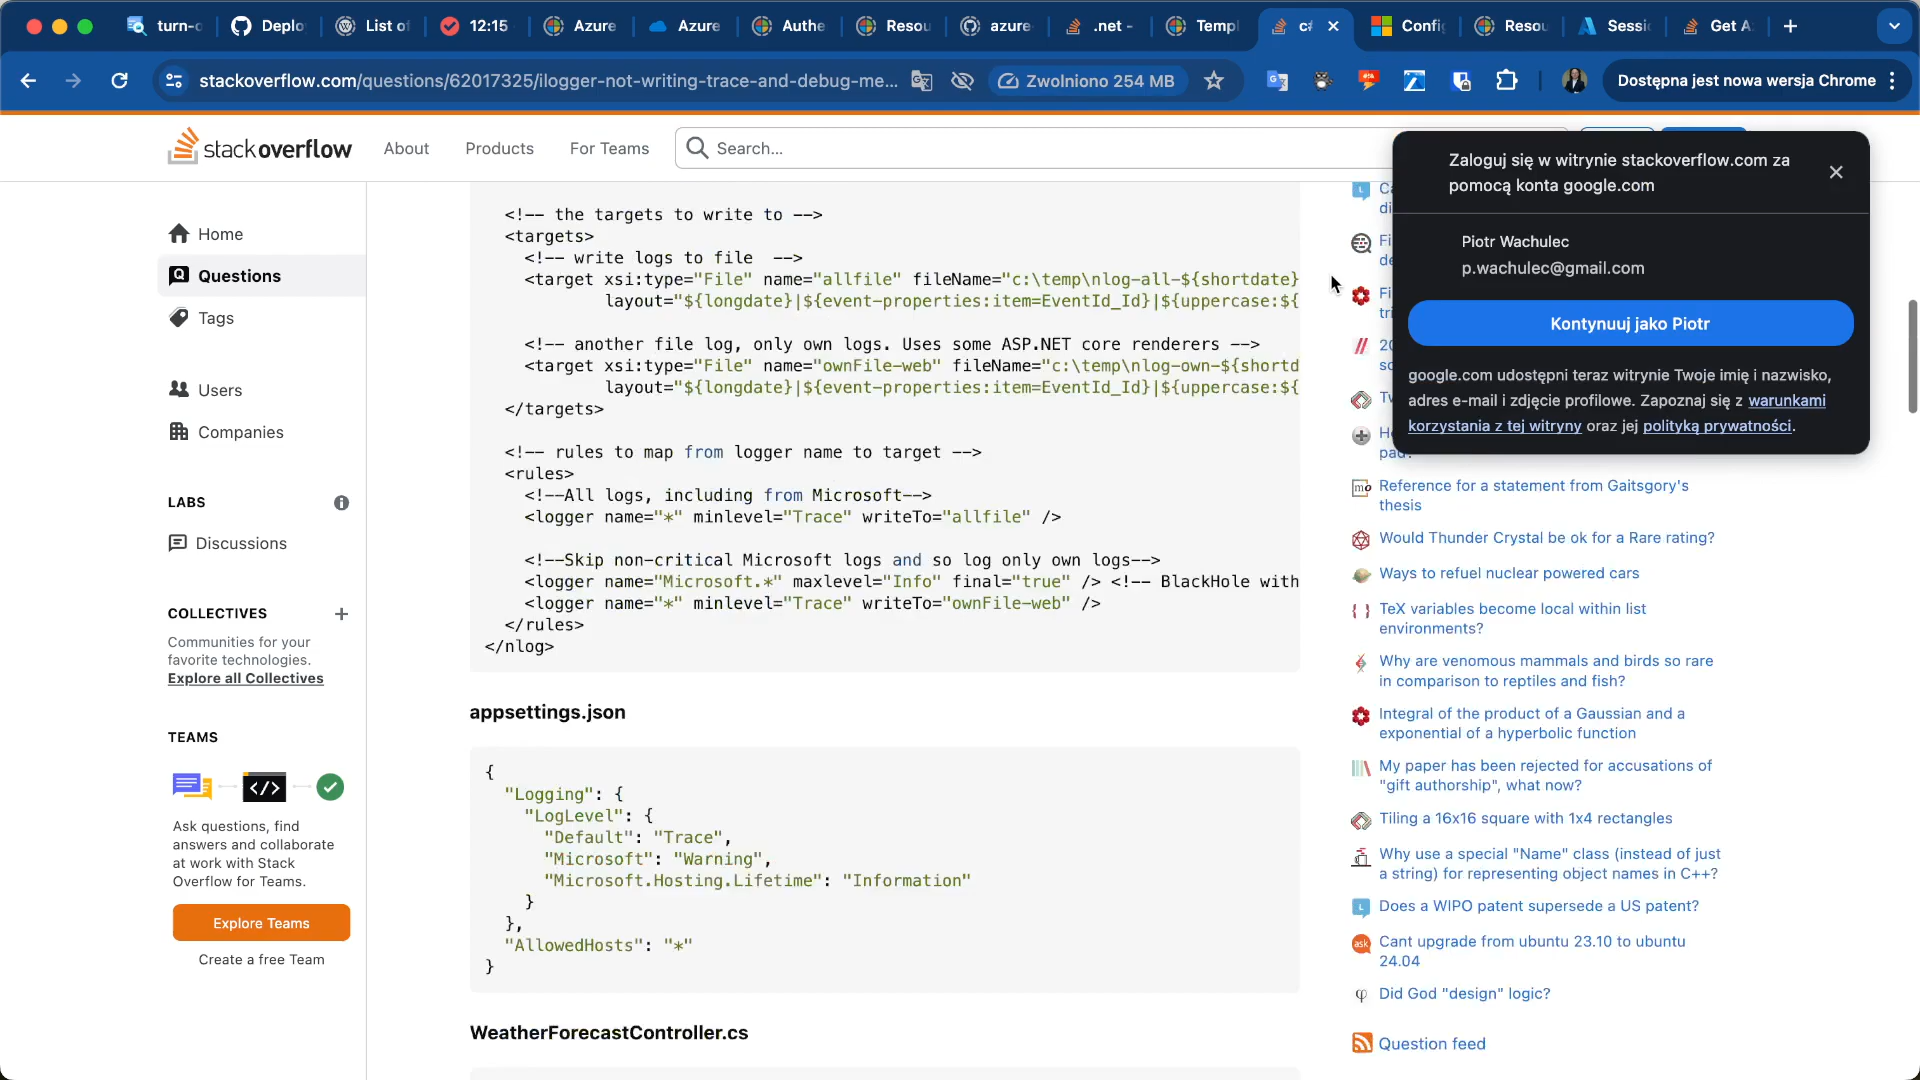 turn-o
Deplo
List of
12:15
Azure
Azure
Authe
Resou
azure-
.net -
Templ
c#
Config
Resou
Sessi
Get A
stackoverflow.com/questions/62017325/ilogger-not-writing-trace-and-debug-me...
Zwolniono 254 MB
Dostępna jest nowa wersja Chrome
stackoverflow
About
Products
For Teams
Search...
Home
Questions
Tags
Users
Companies
LABS
Discussions
COLLECTIVES
Communities for your
favorite technologies.
Explore all Collectives
TEAMS
Ask questions, find
answers and collaborate
at work with Stack
Overflow for Teams.
Explore Teams
Create a free Team
<!-- the targets to write to -->
<targets>
<!-- write logs to file  -->
<target xsi:type="File" name="allfile" fileName="c:\temp\nlog-all-${shortdate}
layout="${longdate}|${event-properties:item=EventId_Id}|${uppercase:${
<!-- another file log, only own logs. Uses some ASP.NET core renderers -->
<target xsi:type="File" name="ownFile-web" fileName="c:\temp\nlog-own-${shortd
layout="${longdate}|${event-properties:item=EventId_Id}|${uppercase:${
</targets>
<!-- rules to map from logger name to target -->
<rules>
<!--All logs, including from Microsoft-->
<logger name="*" minlevel="Trace" writeTo="allfile" />
<!--Skip non-critical Microsoft logs and so log only own logs-->
<logger name="Microsoft.*" maxlevel="Info" final="true" /> <!-- BlackHole with
<logger name="*" minlevel="Trace" writeTo="ownFile-web" />
</rules>
</nlog>
appsettings.json
{
"Logging": {
"LogLevel": {
"Default": "Trace",
"Microsoft": "Warning",
"Microsoft.Hosting.Lifetime": "Information"
}
},
"AllowedHosts": "*"
}
WeatherForecastController.cs
Zaloguj się w witrynie stackoverflow.com za
pomocą konta google.com
Piotr Wachulec
p.wachulec@gmail.com
Kontynuuj jako Piotr
google.com udostępni teraz witrynie Twoje imię i nazwisko,
adres e-mail i zdjęcie profilowe. Zapoznaj się z warunkami
korzystania z tej witryny oraz jej polityką prywatności.
Reference for a statement from Gaitsgory's
thesis
Would Thunder Crystal be ok for a Rare rating?
Ways to refuel nuclear powered cars
TeX variables become local within list
environments?
Why are venomous mammals and birds so rare
in comparison to reptiles and fish?
Integral of the product of a Gaussian and a
exponential of a hyperbolic function
My paper has been rejected for accusations of
"gift authorship", what now?
Tiling a 16x16 square with 1x4 rectangles
Why use a special "Name" class (instead of just
a string) for representing object names in C++?
Does a WIPO patent supersede a US patent?
Cant upgrade from ubuntu 23.10 to ubuntu
24.04
Did God "design" logic?
Question feed